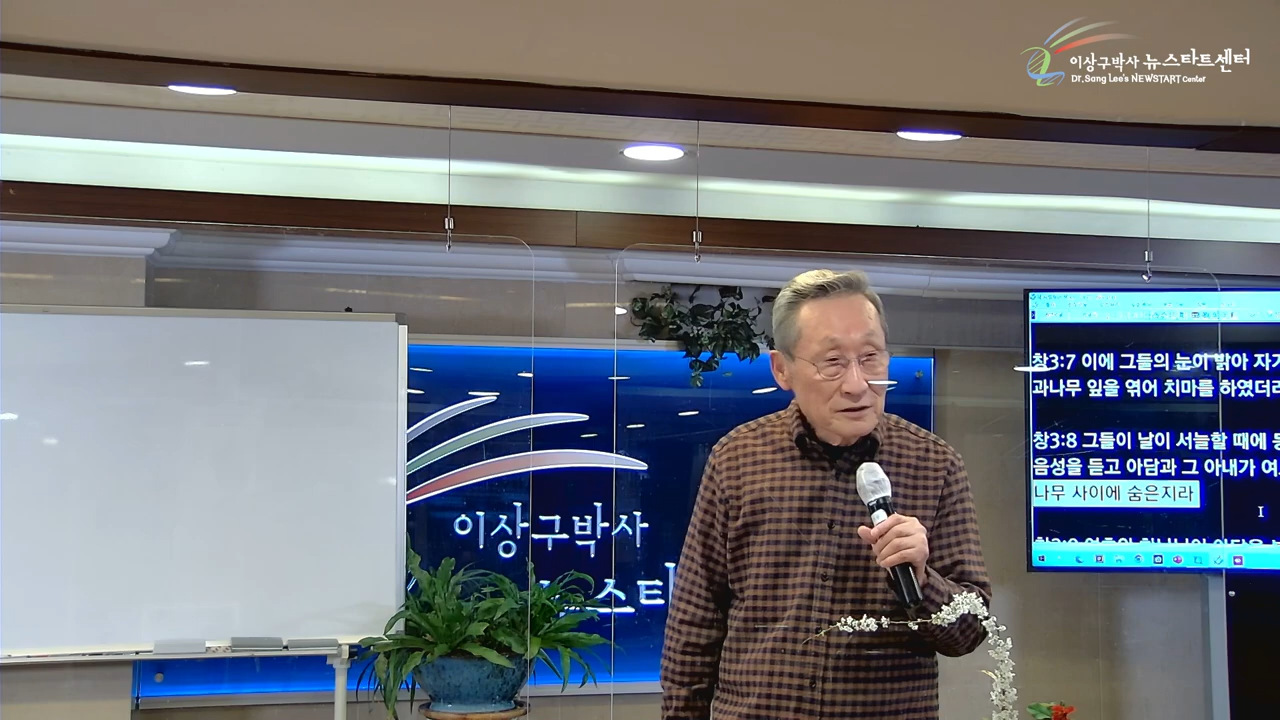 이상구박사 뉴스타트센터
Dr. Sang Lee's NEWSTART Center
창3:7 이에 그들의 눈이 밝아 자기
과나무 잎을 엮어 치마를 하였더라
창3:8 그들이 날이 서늘할 때에 동
음성을 듣고 아담과 그 아내가 여
나무 사이에 숨은지라
이상구박사
스타